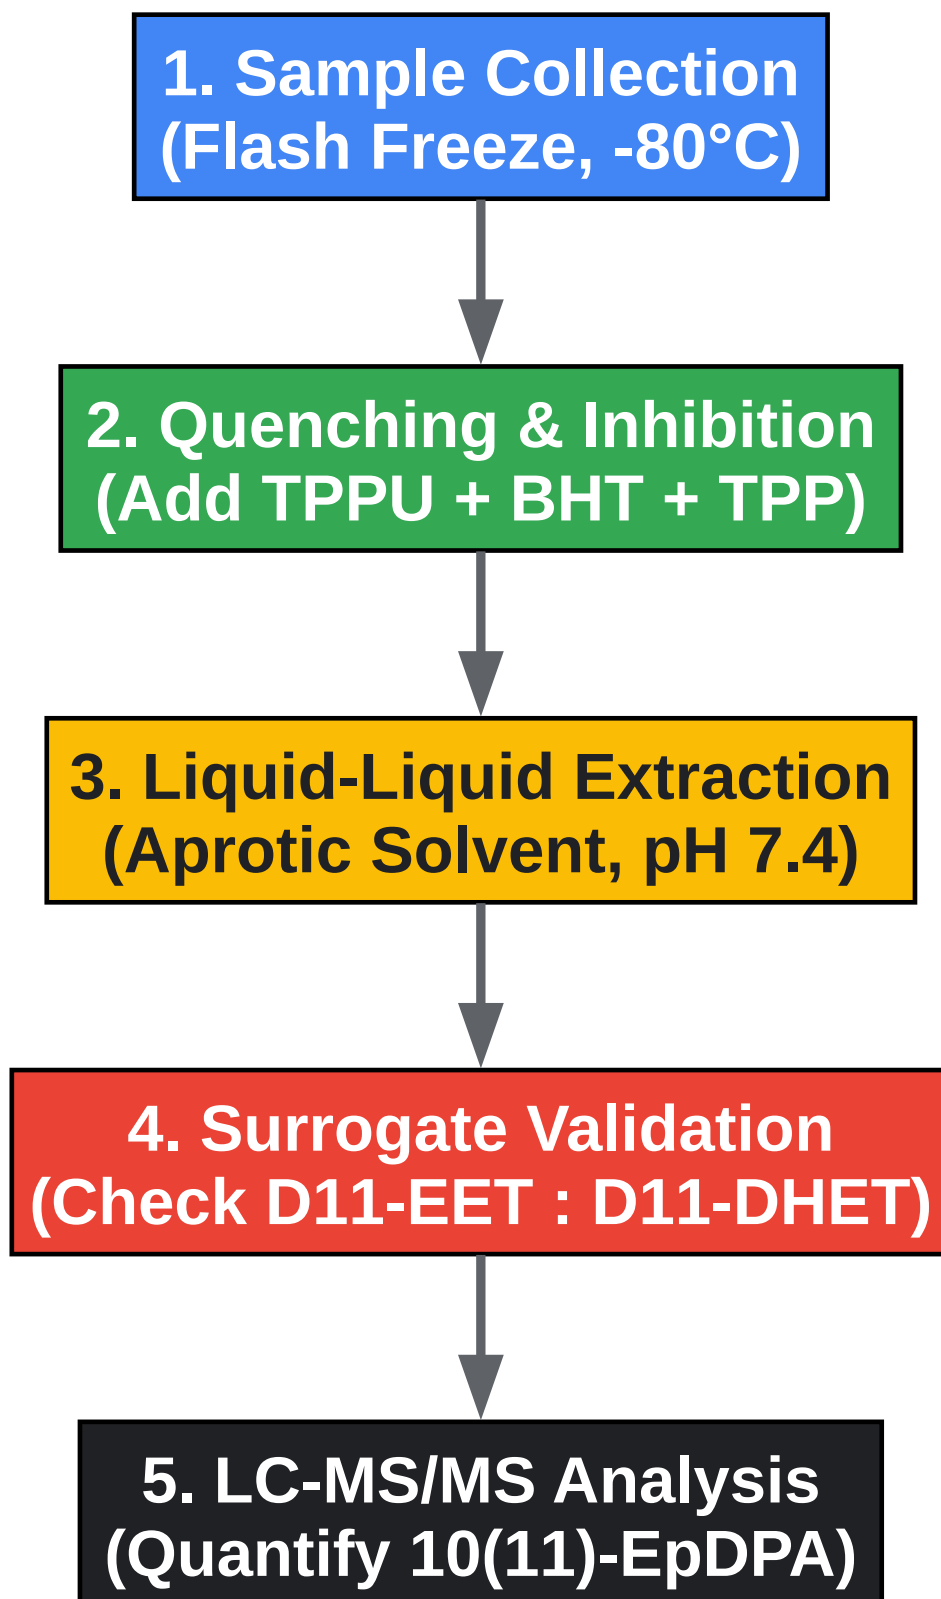 1. Sample Collection
(Flash Freeze, -80°C)
2. Quenching & Inhibition
(Add TPPU + BHT + TPP)
3. Liquid-Liquid Extraction
(Aprotic Solvent, pH 7.4)
4. Surrogate Validation
(Check D11-EET : D11-DHET)
5. LC-MS/MS Analysis
(Quantify 10(11)-EpDPA)